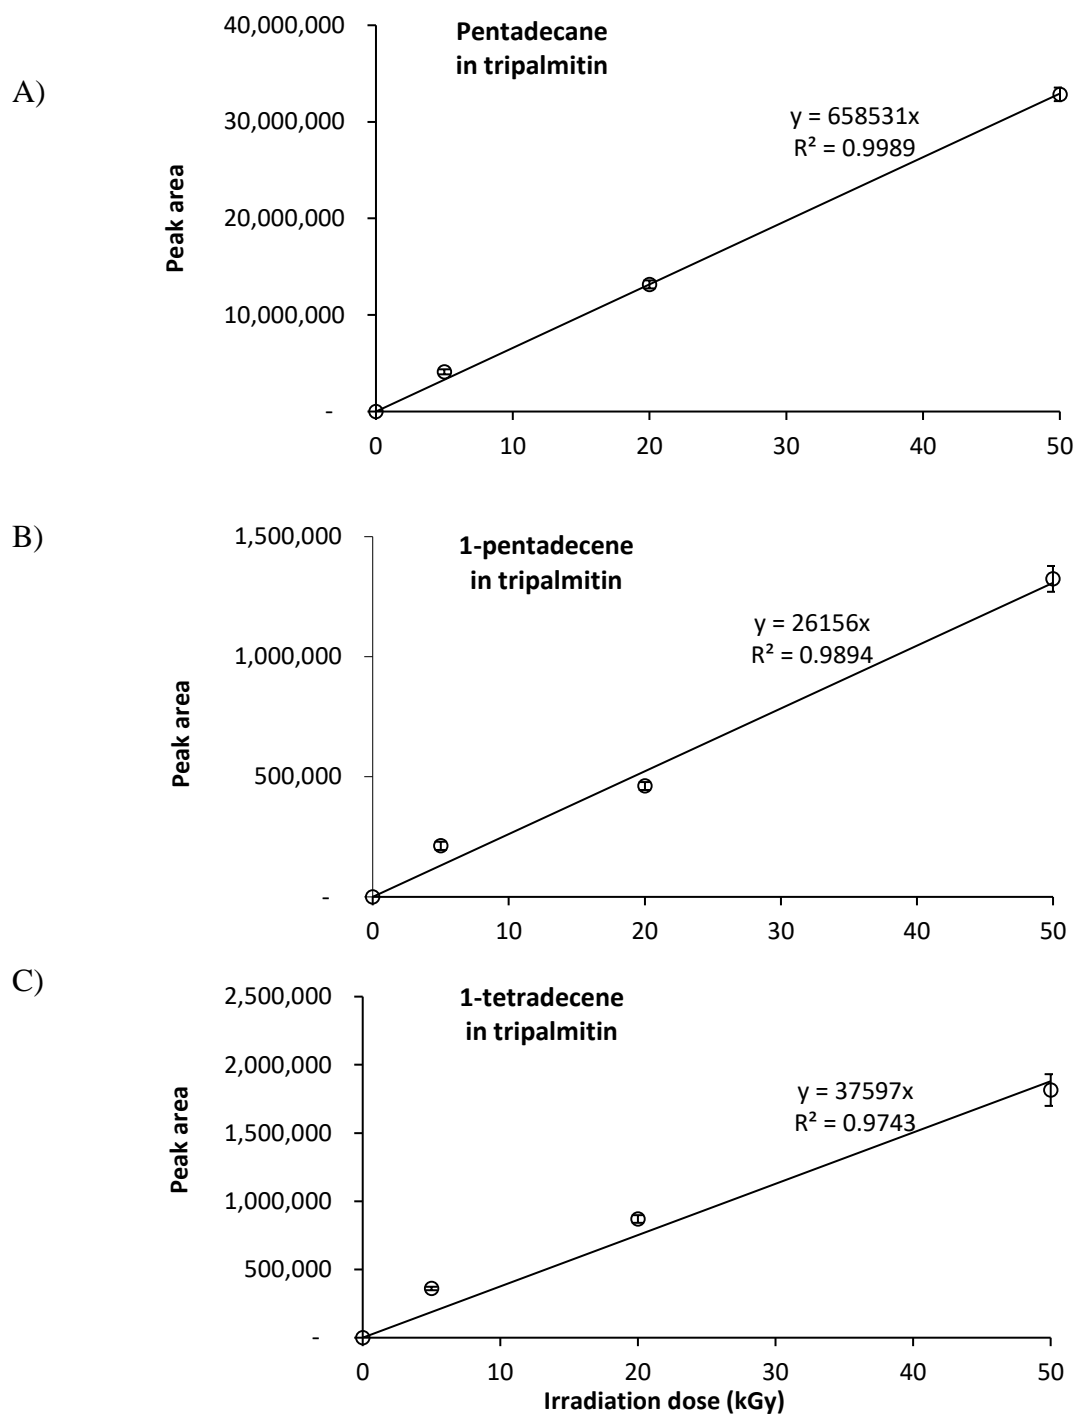 A)
Pentadecane
in tripalmitin
40,000,000
30,000,000
20,000,000
10,000,000
-
Peak area
y = 658531x
R² = 0.9989
0 10 20 30 40 50
B)
1-pentadecene
in tripalmitin
1,500,000
1,000,000
500,000
-
Peak area
y = 26156x
R² = 0.9894
0 10 20 30 40 50
C)
1-tetradecene
in tripalmitin
2,500,000
2,000,000
1,500,000
1,000,000
500,000
-
Peak area
y = 37597x
R² = 0.9743
0 10 20 30 40 50
Irradiation dose (kGy)